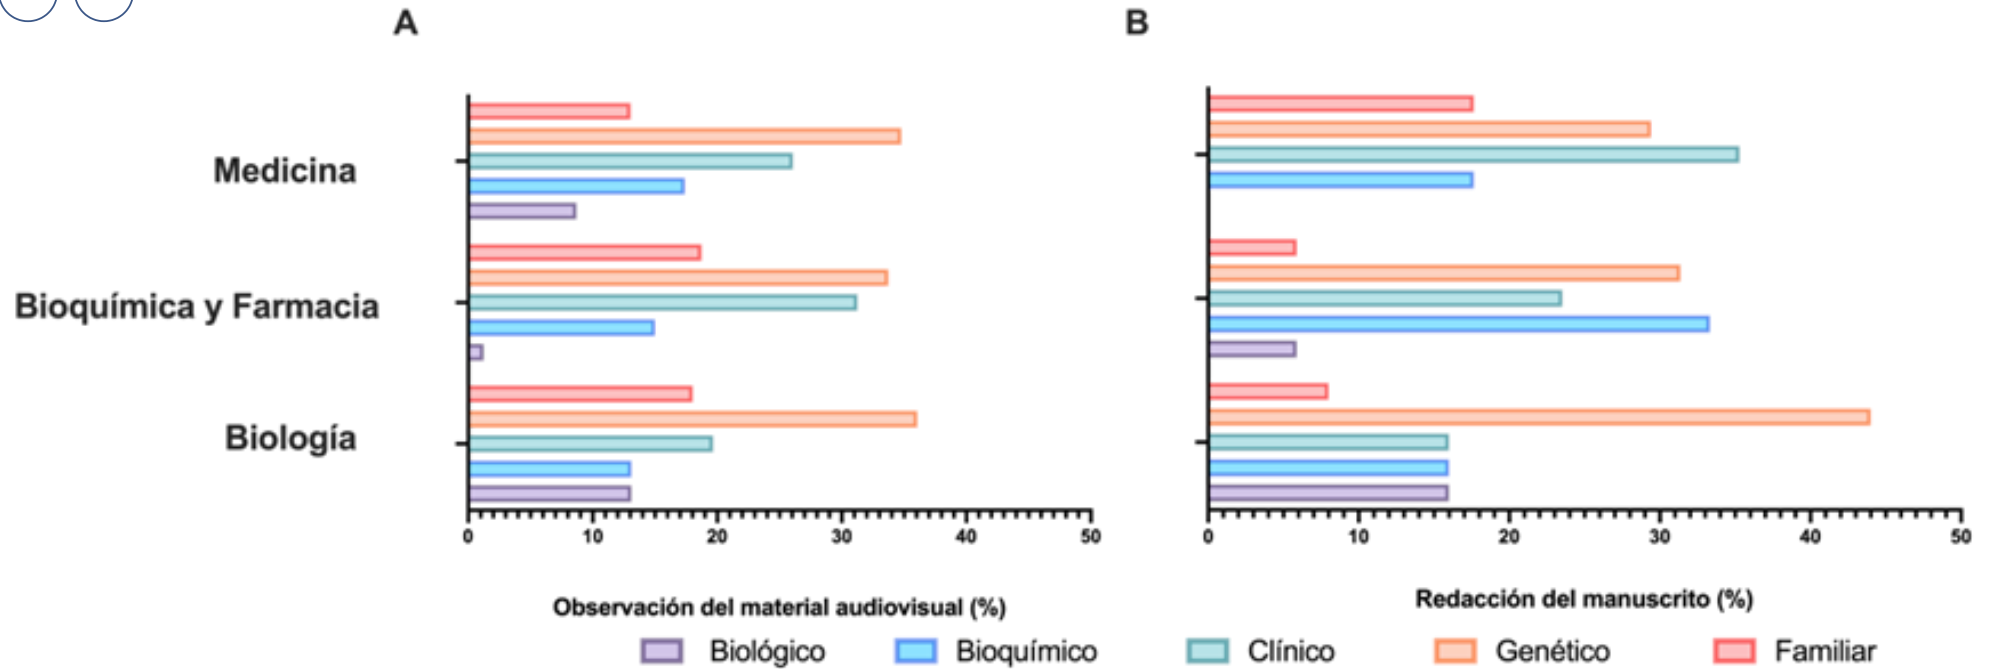 A
B
Medicina
Bioquímica y Farmacia
Biología
0 10 20 30 40 50
0 10 20 30 40 50
Observación del material audiovisual (%)
Redacción del manuscrito (%)
Biológico Bioquímico Clínico Genético Familiar